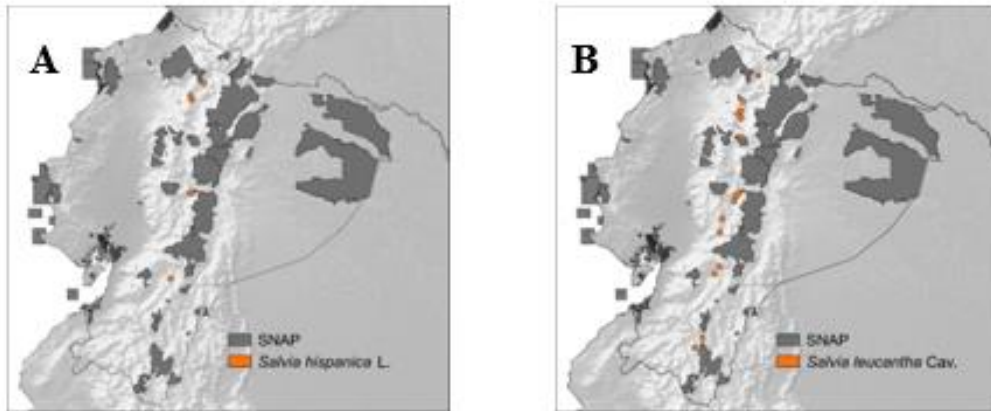 A
B
SNAP
Salvia hispanica L.
SNAP
Salvia leucantha Cav.